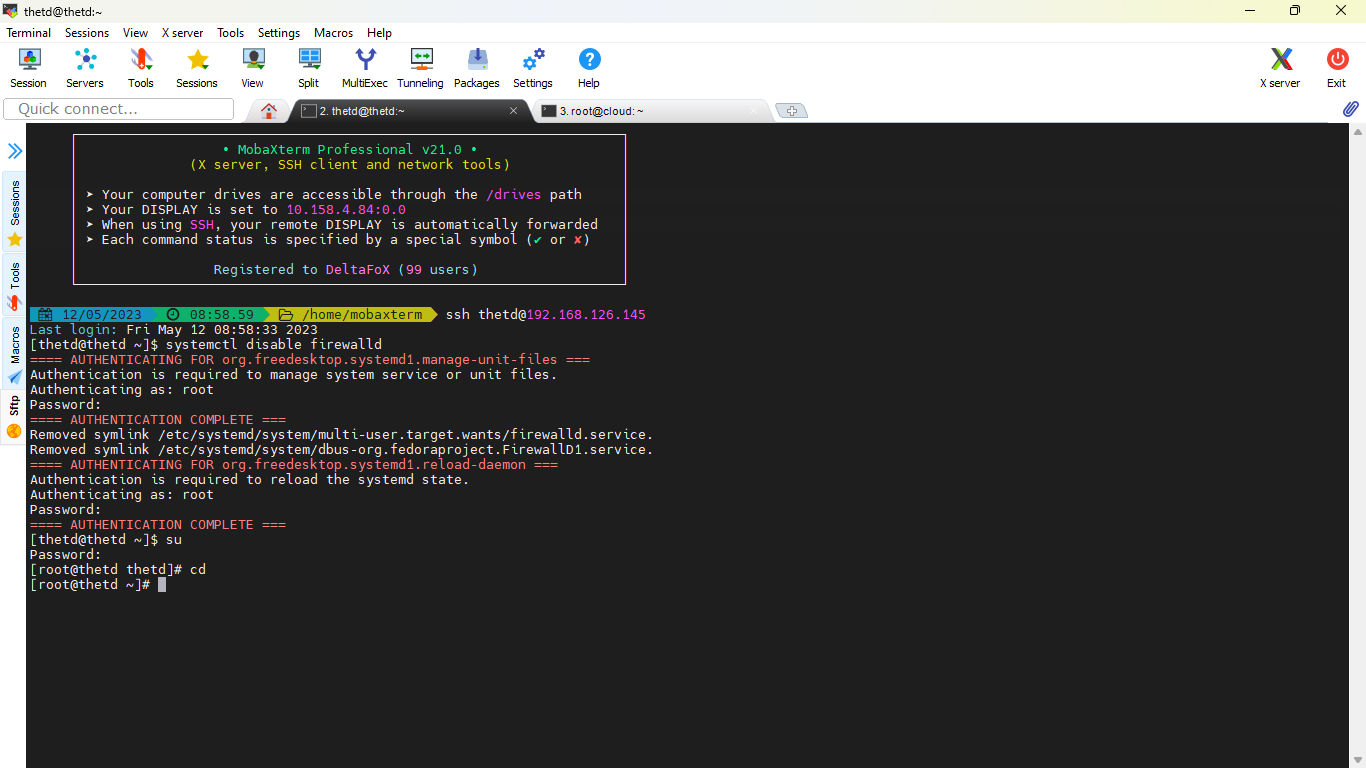 thetd@thetd:~
Terminal Sessions View X server Tools Settings Macros Help
Session Servers Tools Sessions View Split MultiExec Tunneling Packages Settings Help X server Exit
Quick connect... 2. thetd@thetd:~ 3. root@cloud: ~
Sessions
Tools
Macros
Sftp
• MobaXterm Professional v21.0 •
(X server, SSH client and network tools)
➤ Your computer drives are accessible through the /drives path
➤ Your DISPLAY is set to 10.158.4.84:0.0
➤ When using SSH, your remote DISPLAY is automatically forwarded
➤ Each command status is specified by a special symbol (✔ or ✘)
Registered to DeltaFoX (99 users)
12/05/2023 08:58.59 /home/mobaxterm ssh thetd@192.168.126.145
Last login: Fri May 12 08:58:33 2023
[thetd@thetd ~]$ systemctl disable firewalld
==== AUTHENTICATING FOR org.freedesktop.systemd1.manage-unit-files ===
Authentication is required to manage system service or unit files.
Authenticating as: root
Password:
==== AUTHENTICATION COMPLETE ===
Removed symlink /etc/systemd/system/multi-user.target.wants/firewalld.service.
Removed symlink /etc/systemd/system/dbus-org.fedoraproject.FirewallD1.service.
==== AUTHENTICATING FOR org.freedesktop.systemd1.reload-daemon ===
Authentication is required to reload the systemd state.
Authenticating as: root
Password:
==== AUTHENTICATION COMPLETE ===
[thetd@thetd ~]$ su
Password:
[root@thetd thetd]# cd
[root@thetd ~]#